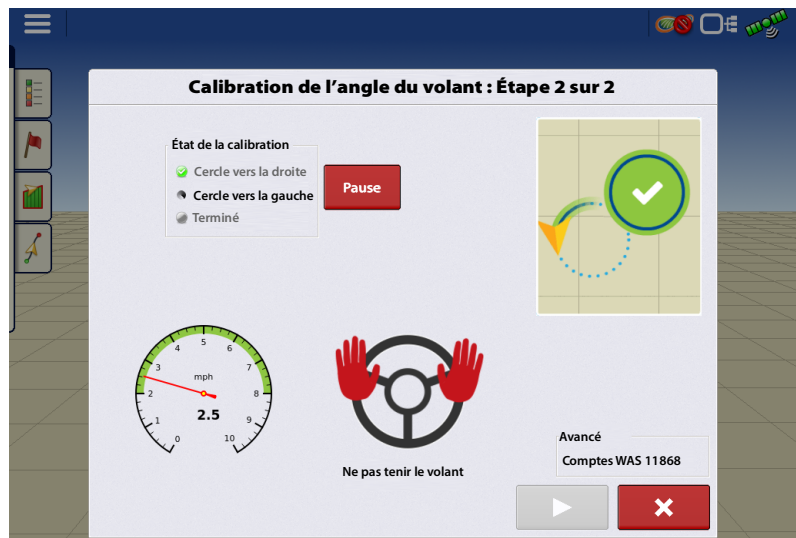 Calibration de l’angle du volant : Étape 2 sur 2
État de la calibration
Cercle vers la droite
Cercle vers la gauche
Terminé
Pause
0
1
2
3
4
5
6
7
8
9
10
mph
2.5
Ne pas tenir le volant
Avancé
Comptes WAS 11868